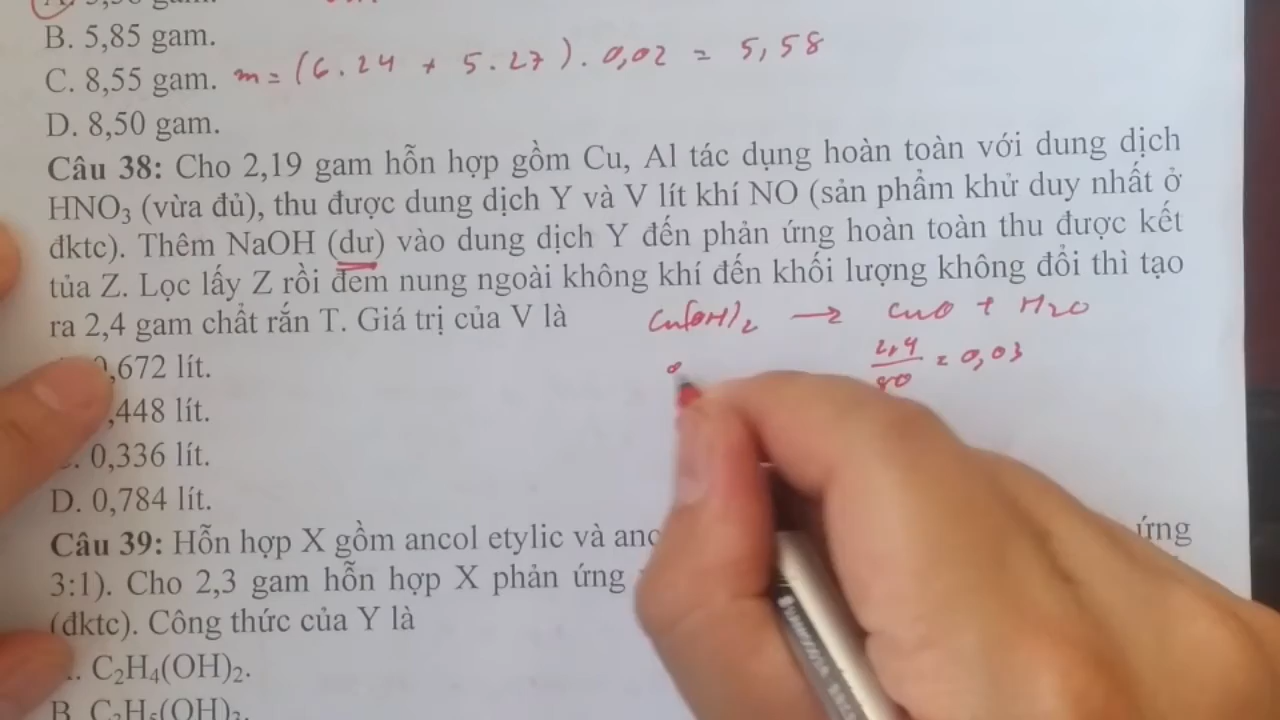 B. 5,85 gam.
C. 8,55 gam. m = (6.24 + 5.27). 0,02 = 5,58
D. 8,50 gam.
Câu 38: Cho 2,19 gam hỗn hợp gồm Cu, Al tác dụng hoàn toàn với dung dịch
HNO₃ (vừa đủ), thu được dung dịch Y và V lít khí NO (sản phẩm khử duy nhất ở
đktc). Thêm NaOH (dư) vào dung dịch Y đến phản ứng hoàn toàn thu được kết
tủa Z. Lọc lấy Z rồi đem nung ngoài không khí đến khối lượng không đổi thì tạo
ra 2,4 gam chất rắn T. Giá trị của V là
Cu(OH)₂ → CuO + H₂O
2,4/80 = 0,03
,672 lít.
,448 lít.
0,336 lít.
D. 0,784 lít.
Câu 39: Hỗn hợp X gồm ancol etylic và ứng
3:1). Cho 2,3 gam hỗn hợp X phản ứng
(đktc). Công thức của Y là
C₂H₄(OH)₂.
B.